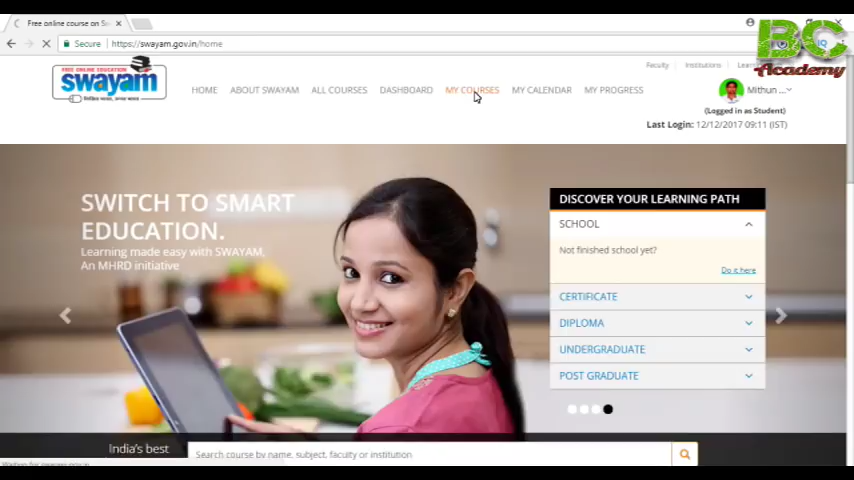 Free online course on S
Secure https://swayam.gov.in/home
BC
Academy
Faculty Institutions
FREE ONLINE EDUCATION
swayam
HOME ABOUT SWAYAM ALL COURSES DASHBOARD MY COURSES MY CALENDAR MY PROGRESS
Mithun ...
(Logged in as Student)
Last Login: 12/12/2017 09:11 (IST)
SWITCH TO SMART
EDUCATION.
Learning made easy with SWAYAM,
An MHRD initiative
DISCOVER YOUR LEARNING PATH
SCHOOL
Not finished school yet?
Do it here
CERTIFICATE
DIPLOMA
UNDERGRADUATE
POST GRADUATE
India's best
Search course by name, subject, faculty or institution